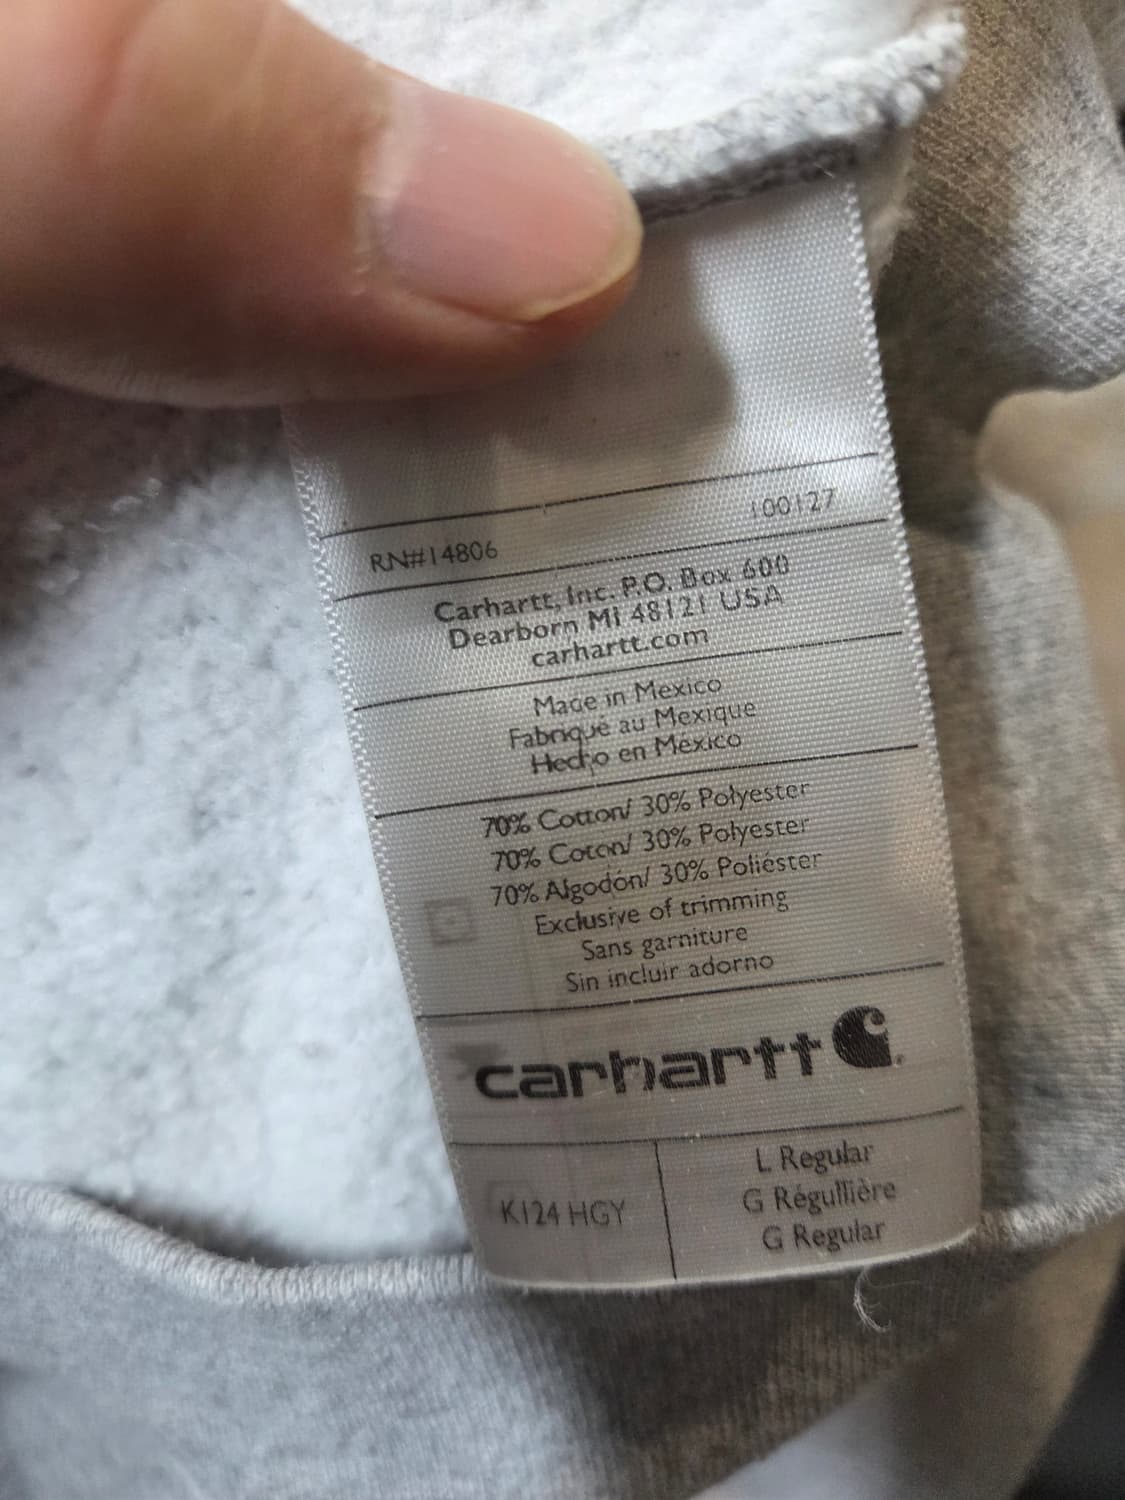 100127
RN#14806
Carhartt, Inc. P.O. Box 600
Dearborn MI 48121 USA
carhartt.com
Made in Mexico
Fabriqué au Mexique
Hecho en México
70% Cotton/ 30% Polyester
70% Coton/ 30% Polyester
70% Algodón/ 30% Poliéster
Exclusive of trimming
Sans garniture
Sin incluir adorno
carhartt
K124 HGY
L Regular
G Régullière
G Regular